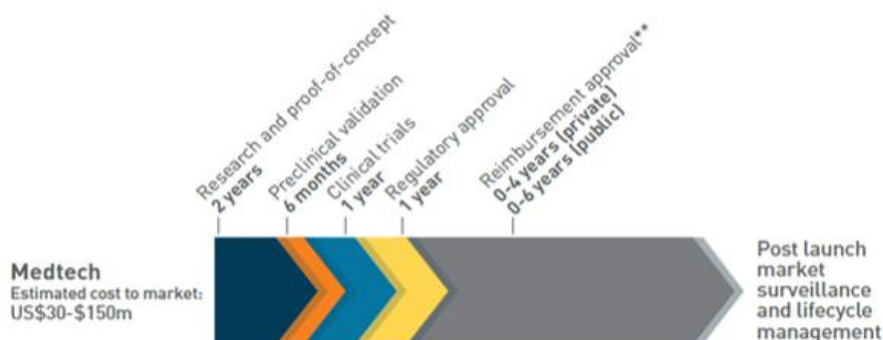 Research and proof-of-concept
2 years
Preclinical validation
6 months
Clinical trials
1 year
Regulatory approval
1 year
Reimbursement approval**
0-4 years (private)
0-6 years (public)
Medtech
Estimated cost to market:
US$30-$150m
Post launch
market
surveillance
and lifecycle
management